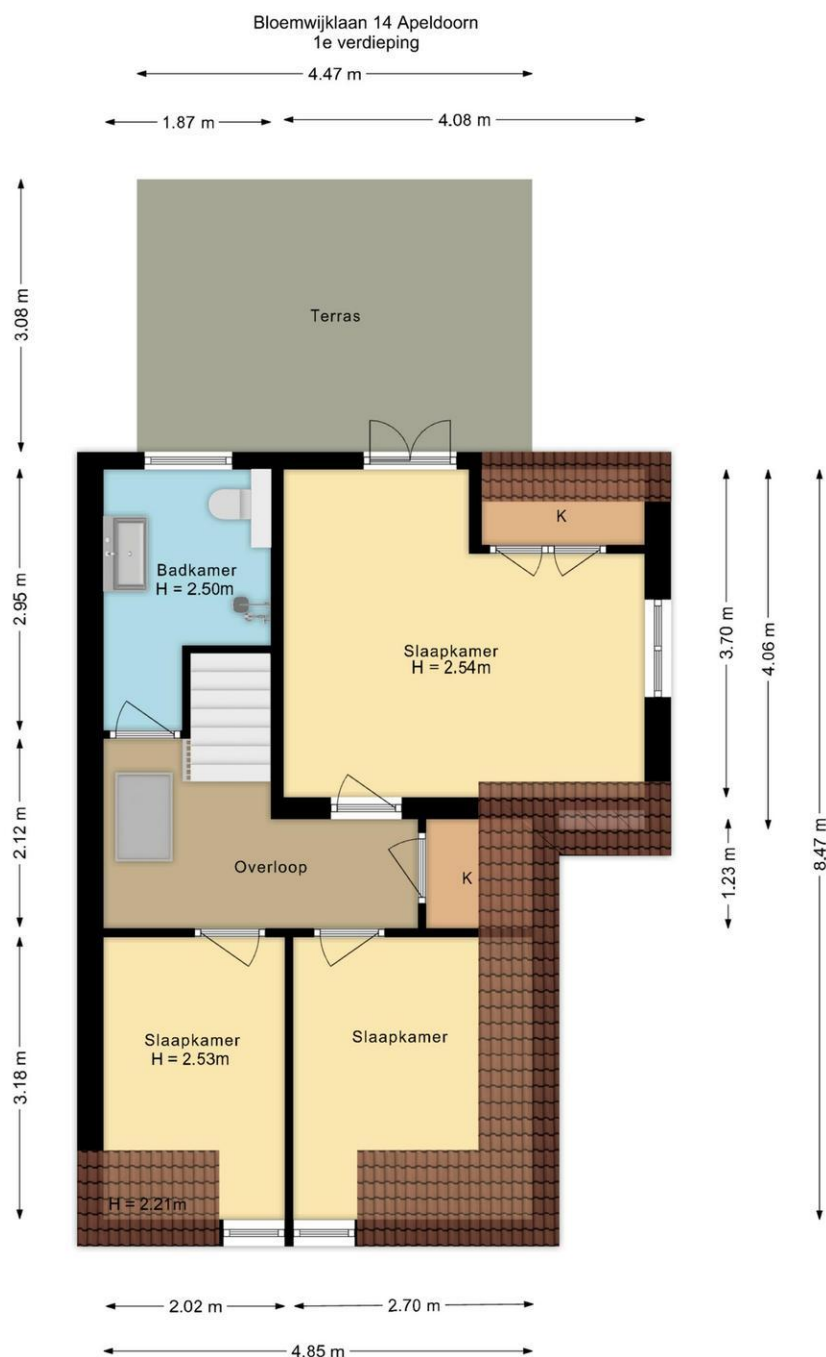 Bloemwijklaan 14 Apeldoorn
1e verdieping
4.47 m
1.87 m
4.08 m
3.08 m
Terras
K
Badkamer
H = 2.50m
2.95 m
Slaapkamer
H = 2.54m
3.70 m
4.06 m
8.47 m
2.12 m
Overloop
K
1.23 m
Slaapkamer
H = 2.53m
Slaapkamer
3.18 m
H = 2.21m
2.02 m
2.70 m
4.85 m